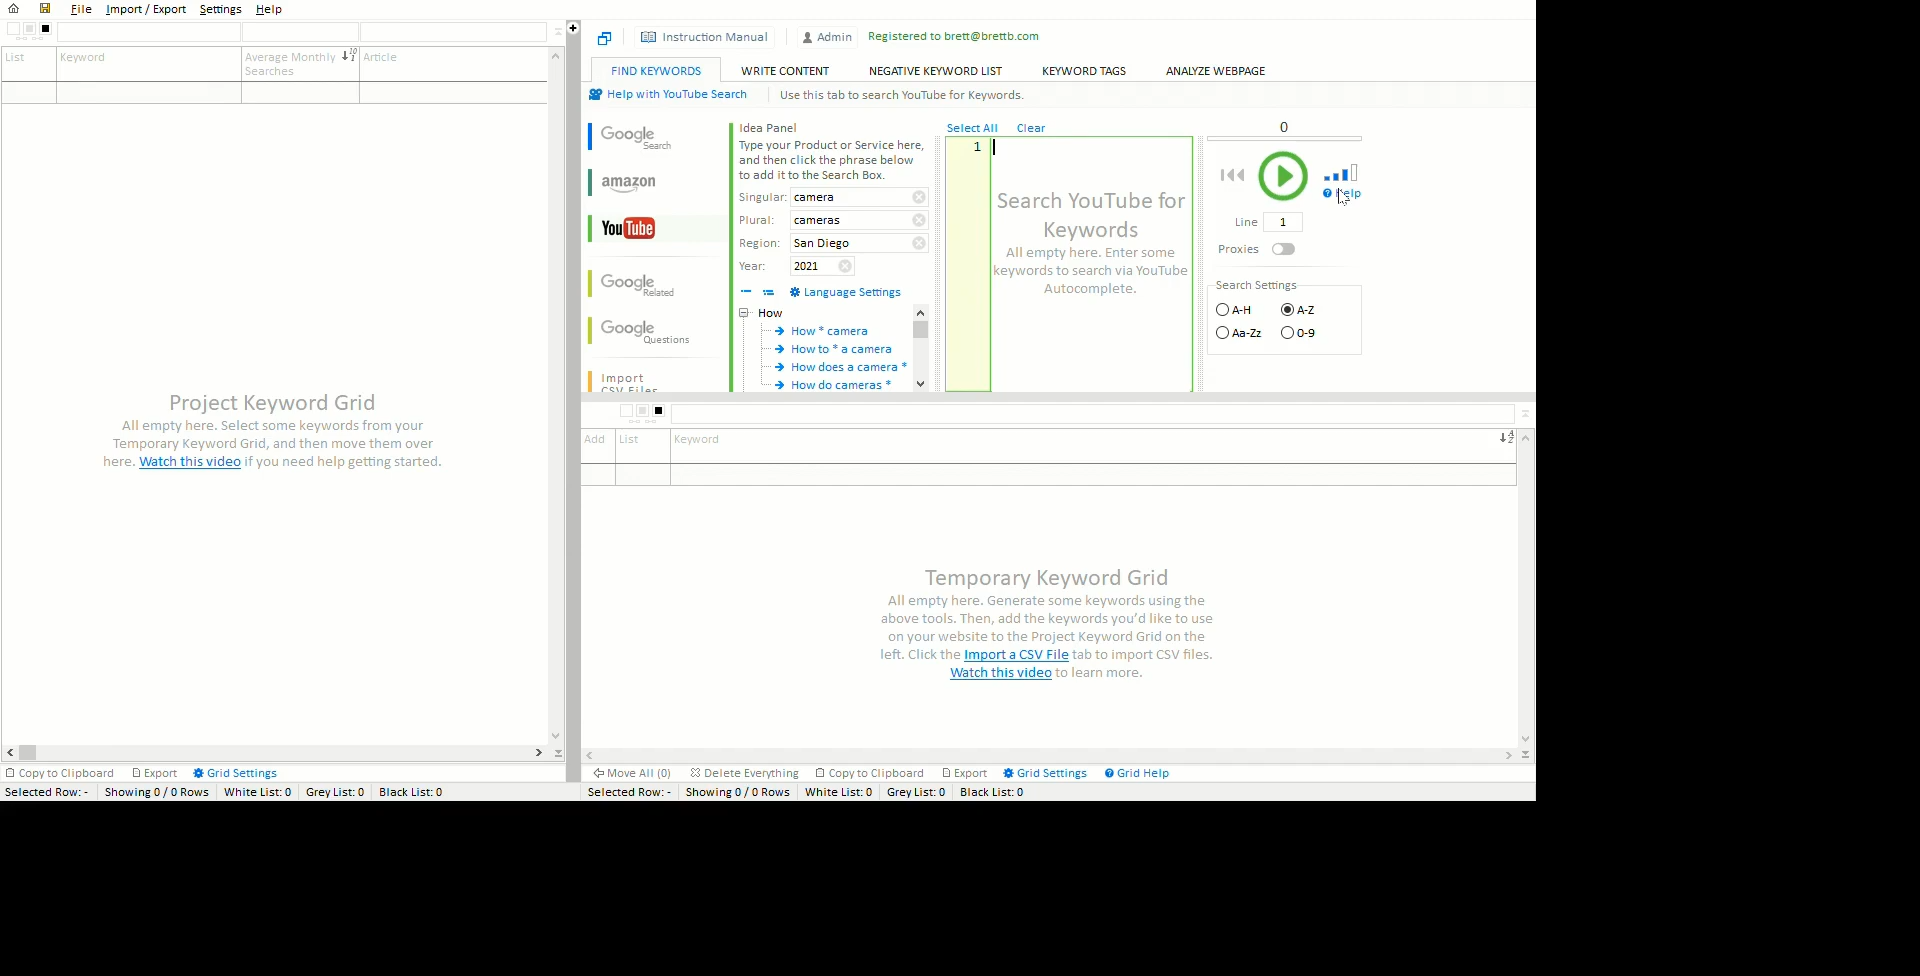 File Import / Export Settings Help
List Keyword Average Monthly Searches Article
Project Keyword Grid
All empty here. Select some keywords from your
Temporary Keyword Grid, and then move them over
here. Watch this video if you need help getting started.
Copy to Clipboard Export Grid Settings
Selected Row: - Showing 0 / 0 Rows White List: 0 Grey List: 0 Black List: 0
Instruction Manual Admin Registered to brett@brettb.com
FIND KEYWORDS WRITE CONTENT NEGATIVE KEYWORD LIST KEYWORD TAGS ANALYZE WEBPAGE
Help with YouTube Search Use this tab to search YouTube for Keywords.
Google Search
amazon
YouTube
Google Related
Google Questions
Import
CSV Files
Idea Panel
Type your Product or Service here,
and then click the phrase below
to add it to the Search Box.
Singular: camera
Plural: cameras
Region: San Diego
Year: 2021
Language Settings
How
How * camera
How to * a camera
How does a camera *
How do cameras *
Select All Clear
1
Search YouTube for
Keywords
All empty here. Enter some
keywords to search via YouTube
Autocomplete.
0
Help
Line 1
Proxies
Search Settings
A-H A-Z
Aa-Zz 0-9
Add List Keyword
Temporary Keyword Grid
All empty here. Generate some keywords using the
above tools. Then, add the keywords you'd like to use
on your website to the Project Keyword Grid on the
left. Click the Import a CSV File tab to import CSV files.
Watch this video to learn more.
Move All (0) Delete Everything Copy to Clipboard Export Grid Settings Grid Help
Selected Row: - Showing 0 / 0 Rows White List: 0 Grey List: 0 Black List: 0